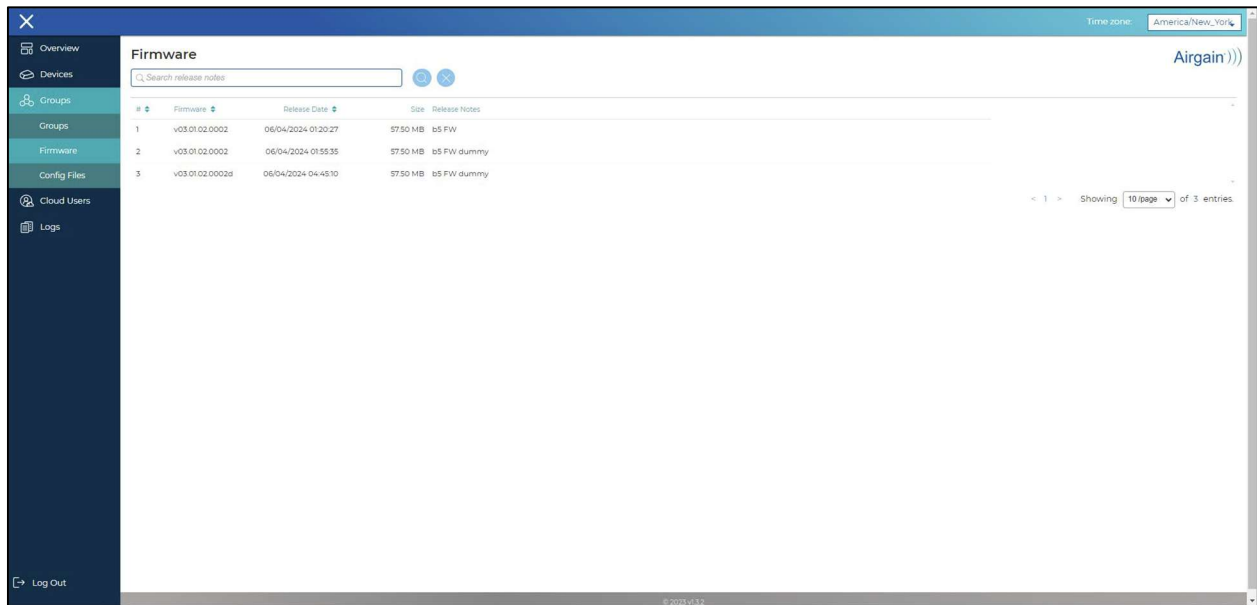 Time zone: America/New_York
Overview
Devices
Groups
Groups
Firmware
Config Files
Cloud Users
Logs
Log Out
Firmware
Airgain
Search release notes
# Firmware Release Date Size Release Notes
1 v03.01.02.0002 06/04/2024 01:20:27 57.50 MB b5 FW
2 v03.01.02.0002 06/04/2024 01:55:35 57.50 MB b5 FW dummy
3 v03.01.02.0002d 06/04/2024 04:45:10 57.50 MB b5 FW dummy
< 1 > Showing 10 /page of 3 entries.
© 2023 v1.3.2